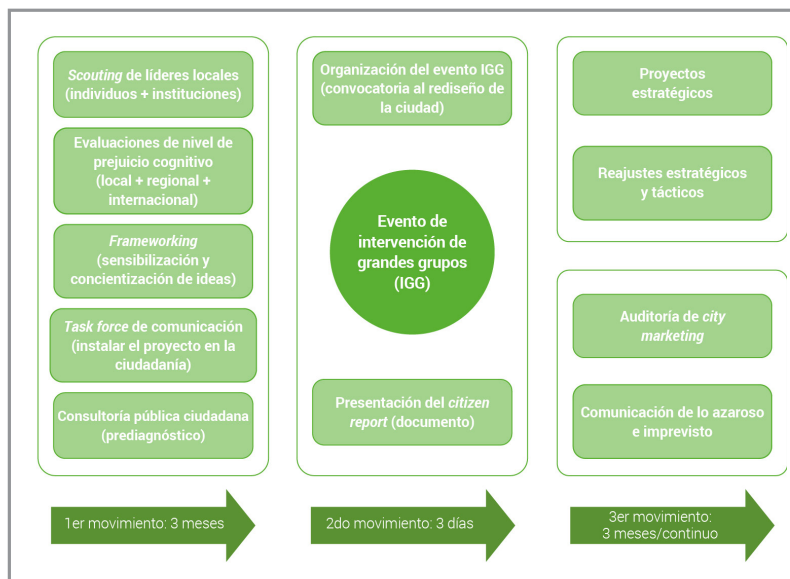 Scouting de líderes locales
(individuos + instituciones)
Evaluaciones de nivel de
prejuicio cognitivo
(local + regional +
internacional)
Frameworking
(sensibilización y
concientización de ideas)
Task force de comunicación
(instalar el proyecto en la
ciudadanía)
Consultoría pública ciudadana
(prediagnóstico)
1er movimiento: 3 meses
Organización del evento IGG
(convocatoria al rediseño de
la ciudad)
Evento de
intervención de
grandes grupos
(IGG)
Presentación del citizen
report (documento)
2do movimiento: 3 días
Proyectos
estratégicos
Reajustes estratégicos
y tácticos
Auditoría de city
marketing
Comunicación de lo azaroso
e imprevisto
3er movimiento:
3 meses/continuo